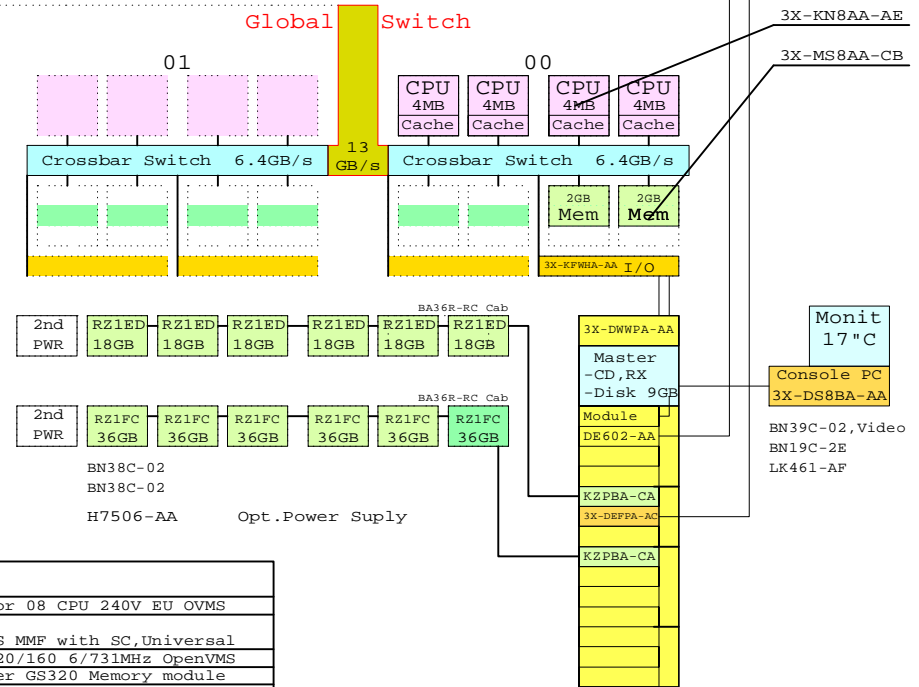 Global Switch
3X-KN8AA-AE
3X-MS8AA-CB
01
00
CPU CPU CPU CPU
4MB 4MB 4MB 4MB
Cache Cache Cache Cache
Crossbar Switch 6.4GB/s
13
GB/s
Crossbar Switch 6.4GB/s
2GB 2GB
Mem Mem
3X-KFWHA-AA I/O
BA36R-RC Cab
2nd
PWR
RZ1ED RZ1ED RZ1ED RZ1ED RZ1ED RZ1ED
18GB 18GB 18GB 18GB 18GB 18GB
BA36R-RC Cab
2nd
PWR
RZ1FC RZ1FC RZ1FC RZ1FC RZ1FC RZ1FC
36GB 36GB 36GB 36GB 36GB 36GB
BN38C-02
BN38C-02
H7506-AA Opt.Power Suply
3X-DWWPA-AA
Master
-CD,RX
-Disk 9GB
Module
DE602-AA
KZPBA-CA
3X-DEFPA-AC
KZPBA-CA
Monit
17"C
Console PC
3X-DS8BA-AA
BN39C-02,Video
BN19C-2E
LK461-AF
or 08 CPU 240V EU OVMS
S MMF with SC,Universal
20/160 6/731MHz OpenVMS
er GS320 Memory module